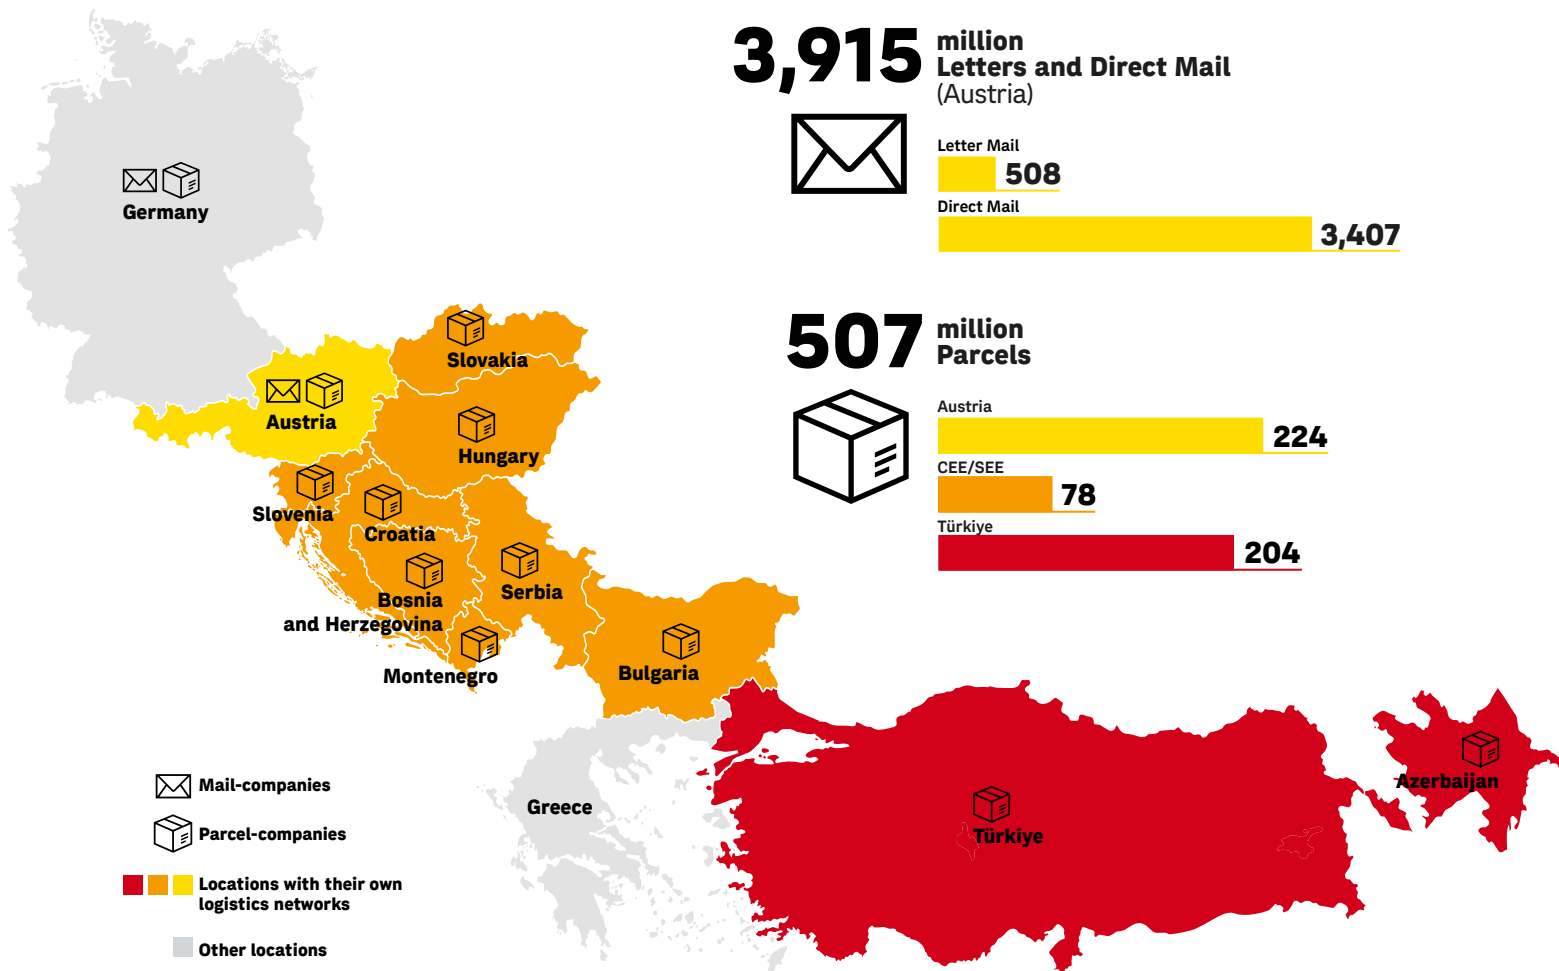 3,915
million
Letters and Direct Mail
(Austria)
Letter Mail
508
Direct Mail
3,407
507
million
Parcels
Austria
224
CEE/SEE
78
Türkiye
204
Germany
Slovakia
Austria
Hungary
Slovenia
Croatia
Bosnia
and Herzegovina
Serbia
Montenegro
Bulgaria
Greece
Türkiye
Azerbaijan
Mail-companies
Parcel-companies
Locations with their own
logistics networks
Other locations